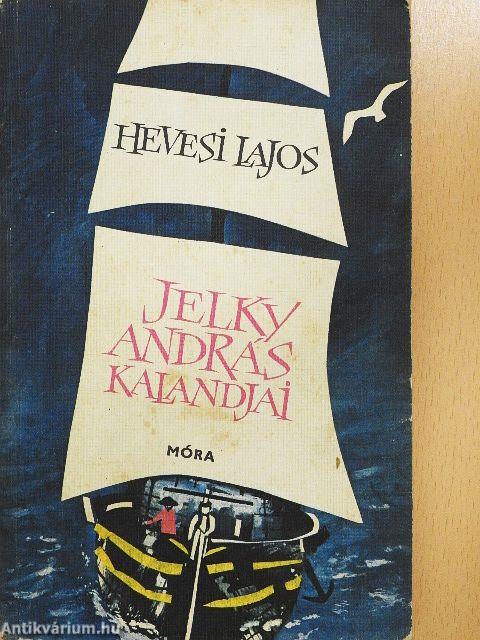 HEVESI LAJOS
JELKY
ANDRÁS
KALANDJAI
MÓRA
Antikvárium.hu